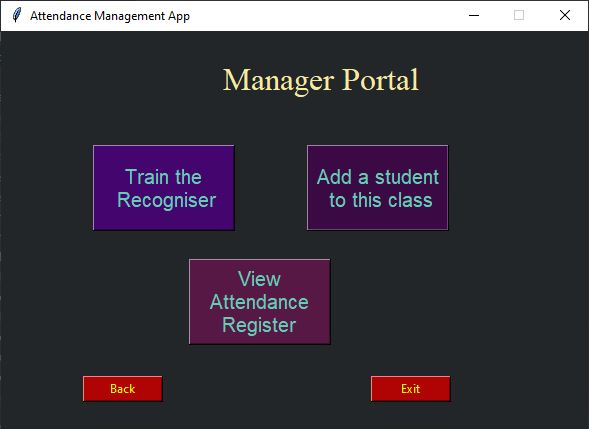 Attendance Management App
Manager Portal
Train the
Recogniser
Add a student
to this class
View
Attendance
Register
Back
Exit